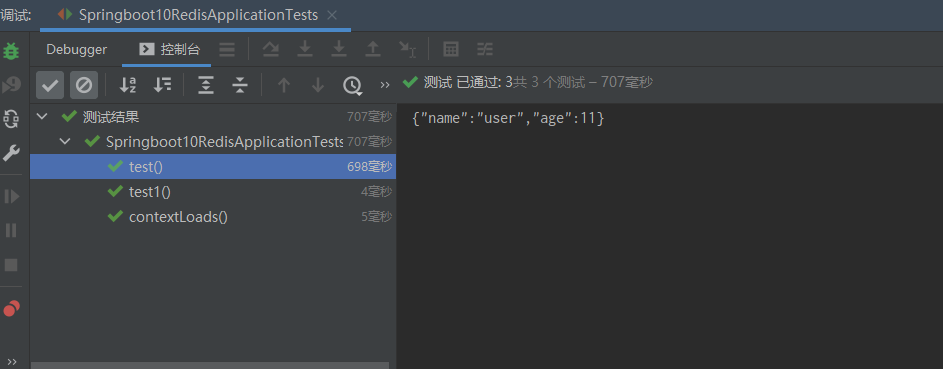 调试:
Springboot10RedisApplicationTests
Debugger 控制台
测试 已通过: 3共 3 个测试 – 707毫秒
测试结果 707毫秒
Springboot10RedisApplicationTests 707毫秒
test() 698毫秒
test1() 4毫秒
contextLoads() 5毫秒
{"name":"user","age":11}